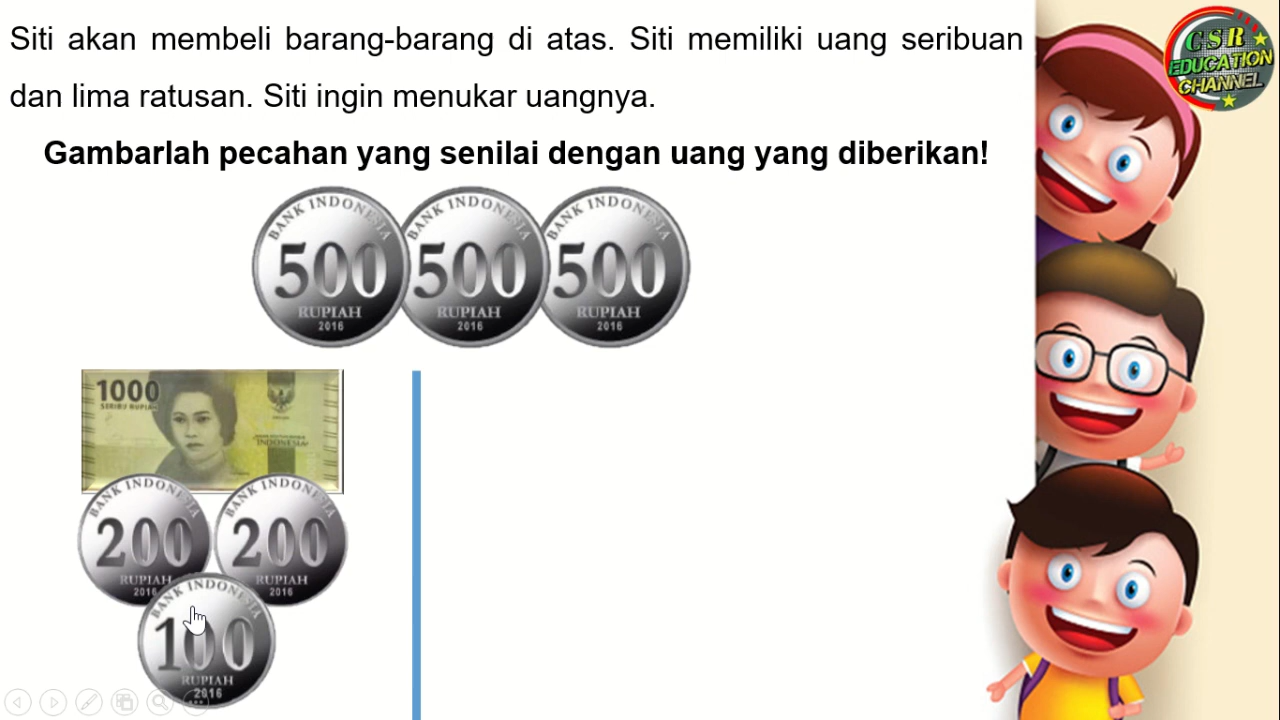 Siti akan membeli barang-barang di atas. Siti memiliki uang seribuan
dan lima ratusan. Siti ingin menukar uangnya.
Gambarlah pecahan yang senilai dengan uang yang diberikan!
BANK INDONESIA
500
RUPIAH
2016
BANK INDONESIA
500
RUPIAH
2016
BANK INDONESIA
500
RUPIAH
2016
1000
SERIBU RUPIAH
INDONESIA
BANK INDONESIA
200
RUPIAH
2016
BANK INDONESIA
200
RUPIAH
2016
BANK INDONESIA
100
RUPIAH
2016
CSR
EDUCATION
CHANNEL